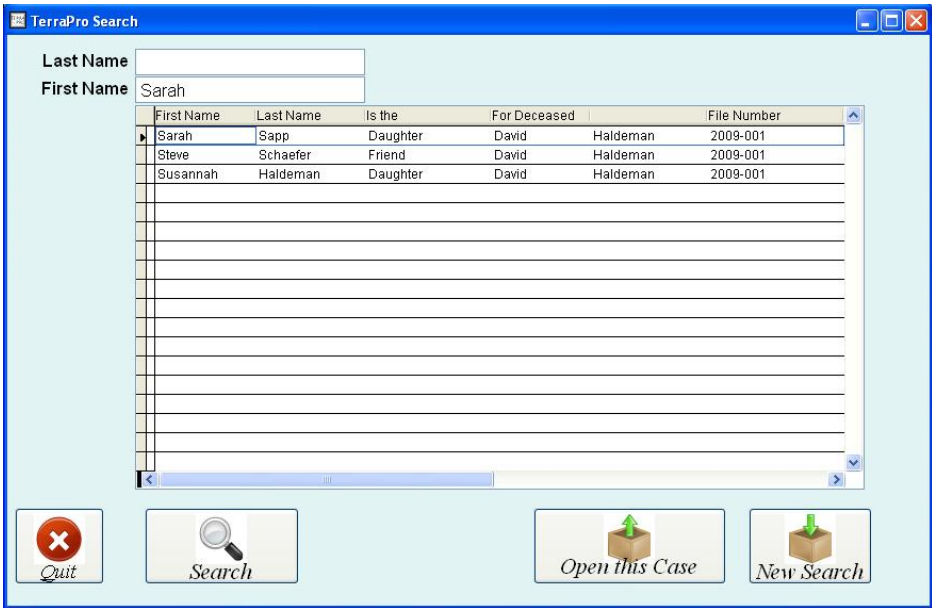 TerraPro Search
Last Name
First Name Sarah
First Name Last Name Is the For Deceased File Number
Sarah Sapp Daughter David Haldeman 2009-001
Steve Schaefer Friend David Haldeman 2009-001
Susannah Haldeman Daughter David Haldeman 2009-001
Quit Search Open this Case New Search